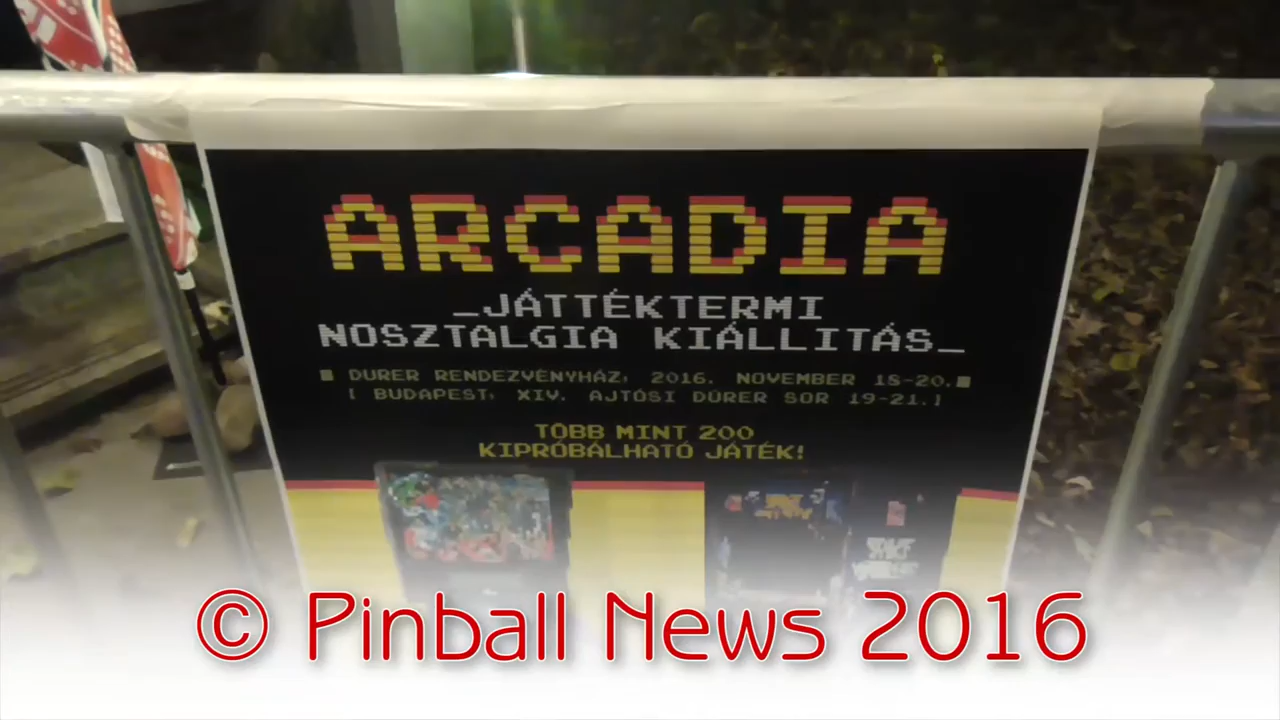 ARCADIA
_JÁTTÉKTERMI
NOSZTALGIA KIÁLLITÁS_
DURER RENDEZVÉNYHÁZ, 2016. NOVEMBER 18-20.
[ BUDAPEST, XIV. AJTÓSI DÜRER SOR 19-21.]
TÖBB MINT 200
KIPRÓBÁLHATÓ JÁTÉK!
© Pinball News 2016